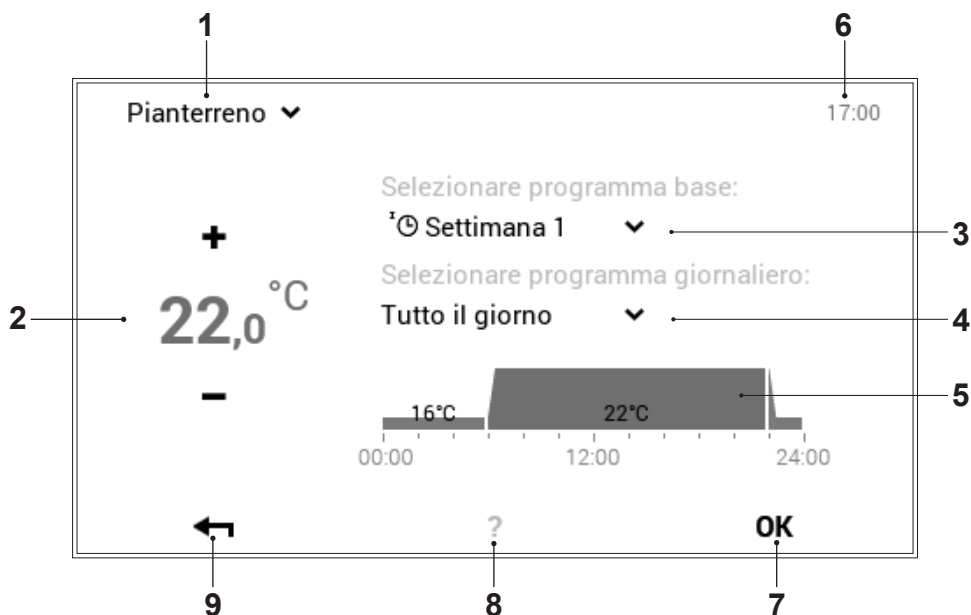 1
6
Pianterreno
17:00
Selezionare programma base:
Settimana 1
3
+
Selezionare programma giornaliero:
22,0 °C
2
Tutto il giorno
4
–
16°C
22°C
5
00:00
12:00
24:00
?
OK
9
8
7